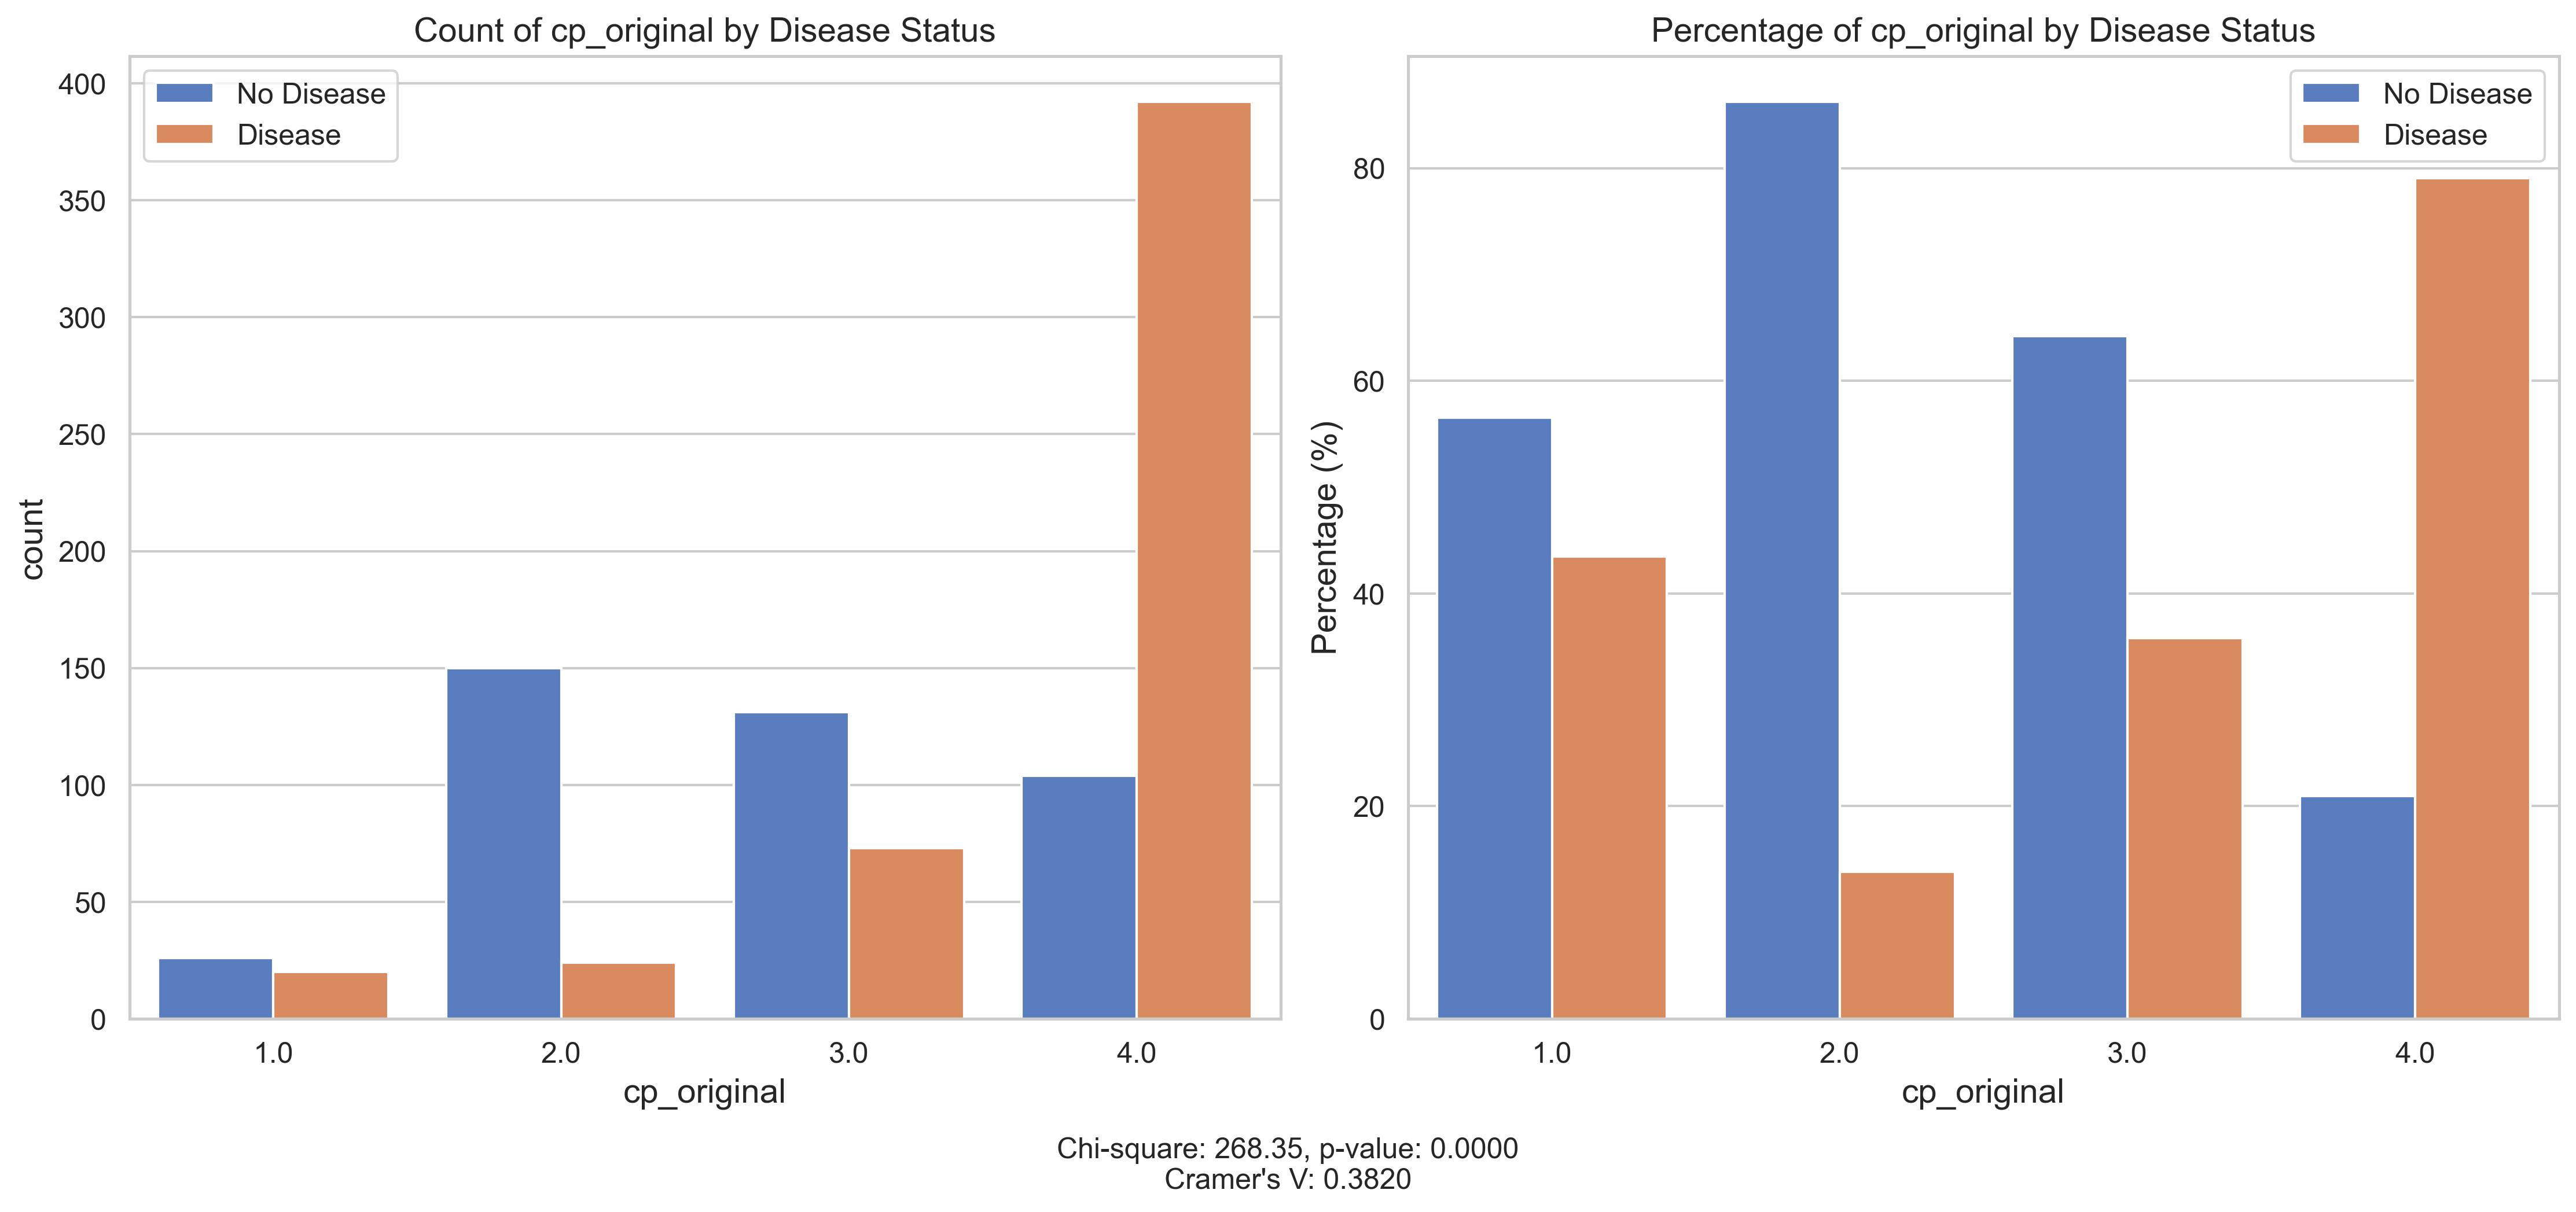 Count of cp_original by Disease Status
No Disease
Disease
400
350
300
250
200
150
100
50
0
count
1.0 2.0 3.0 4.0
cp_original
Percentage of cp_original by Disease Status
No Disease
Disease
80
60
40
20
0
Percentage (%)
1.0 2.0 3.0 4.0
cp_original
Chi-square: 268.35, p-value: 0.0000
Cramer's V: 0.3820